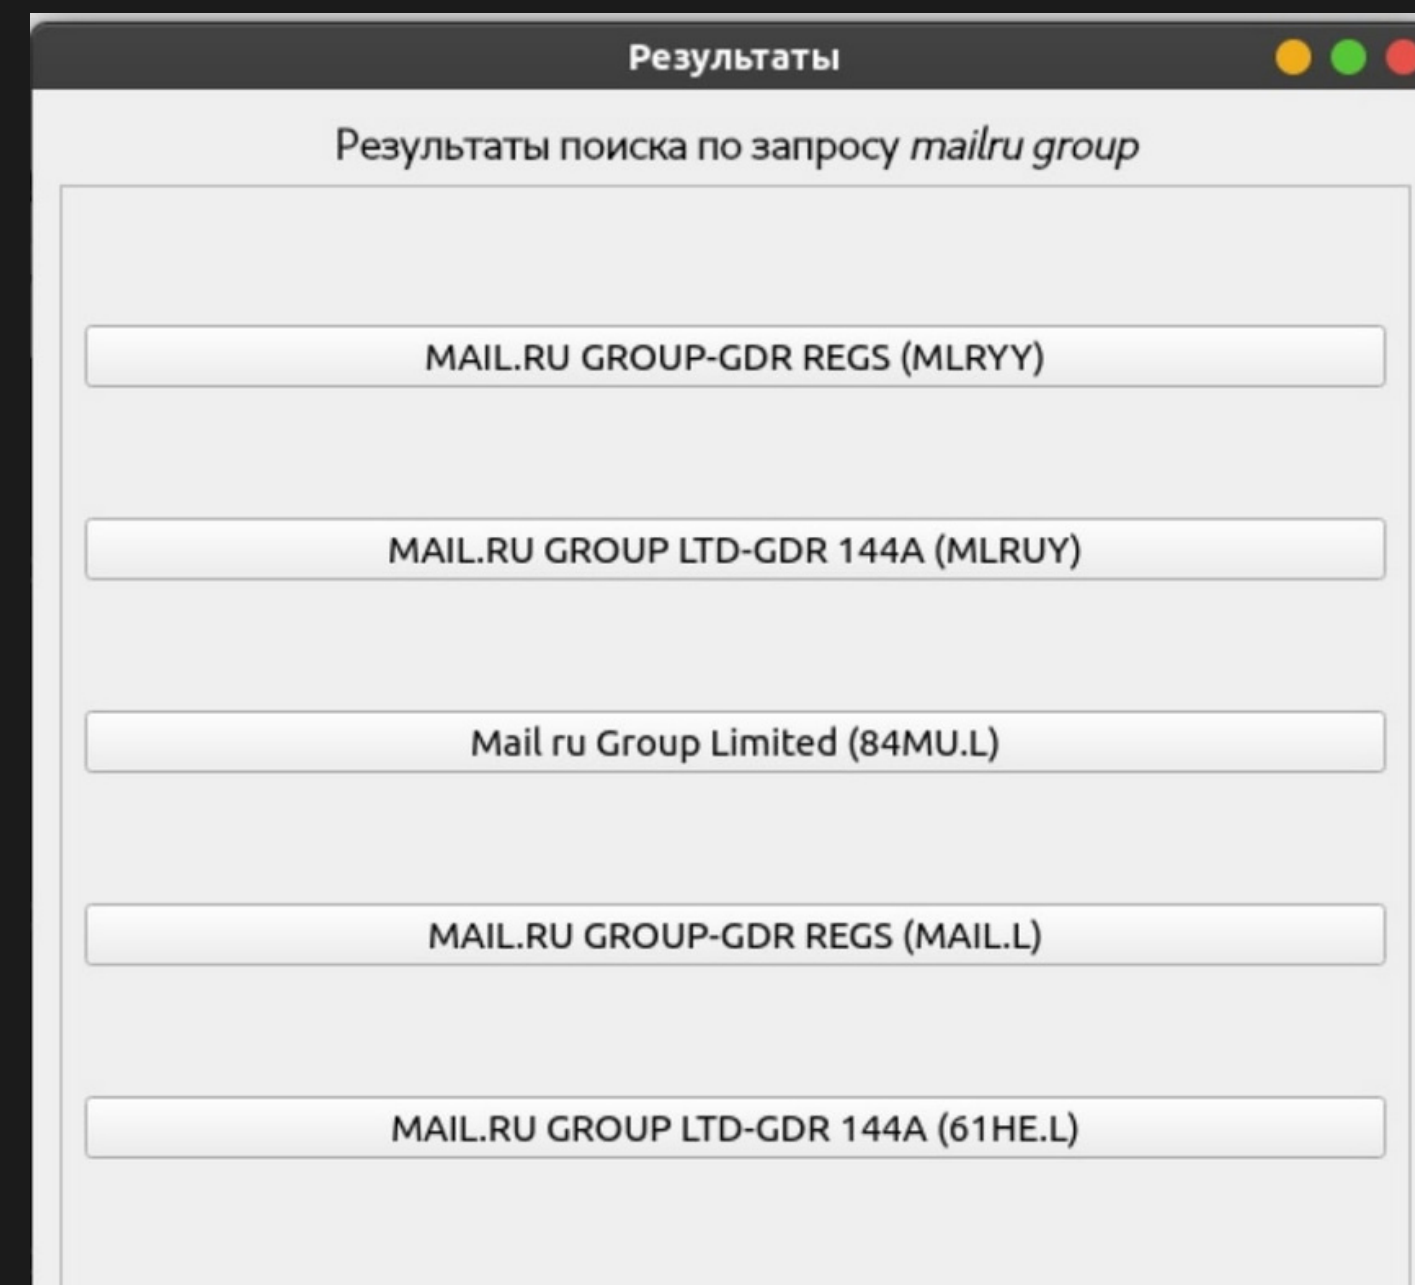 Результаты
Результаты поиска по запросу mailru group
MAIL.RU GROUP-GDR REGS (MLRYY)
MAIL.RU GROUP LTD-GDR 144A (MLRUY)
Mail ru Group Limited (84MU.L)
MAIL.RU GROUP-GDR REGS (MAIL.L)
MAIL.RU GROUP LTD-GDR 144A (61HE.L)